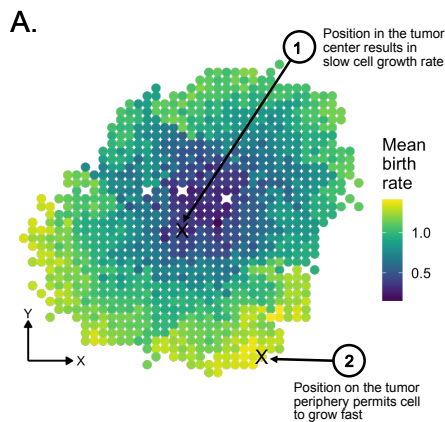 A.
1
Position in the tumor
center results in
slow cell growth rate
Mean
birth
rate
1.0
0.5
Y
X
X
X
2
Position on the tumor
periphery permits cell
to grow fast